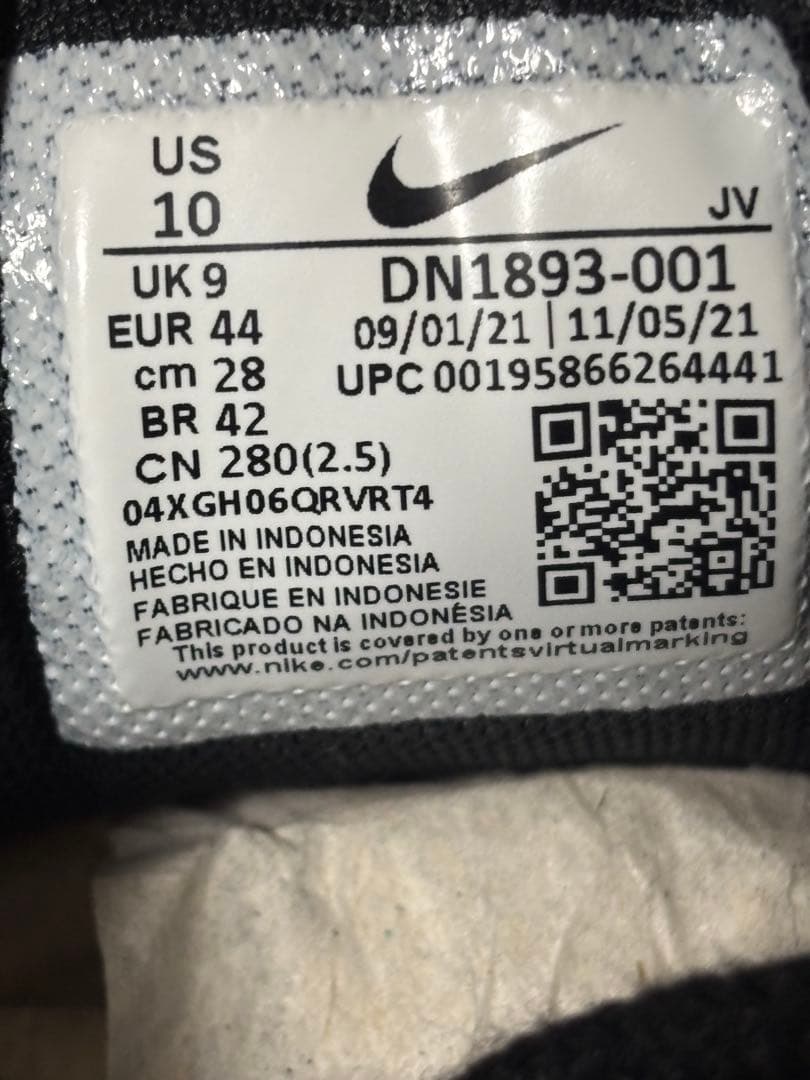 US
10
JV
UK 9
EUR 44
cm 28
BR 42
CN 280(2.5)
DN1893-001
09/01/21 | 11/05/21
UPC 00195866264441
04XGH06QRVRT4
MADE IN INDONESIA
HECHO EN INDONESIA
FABRIQUE EN INDONESIE
FABRICADO NA INDONÉSIA
This product is covered by one or more patents:
www.nike.com/patentsvirtualmarking